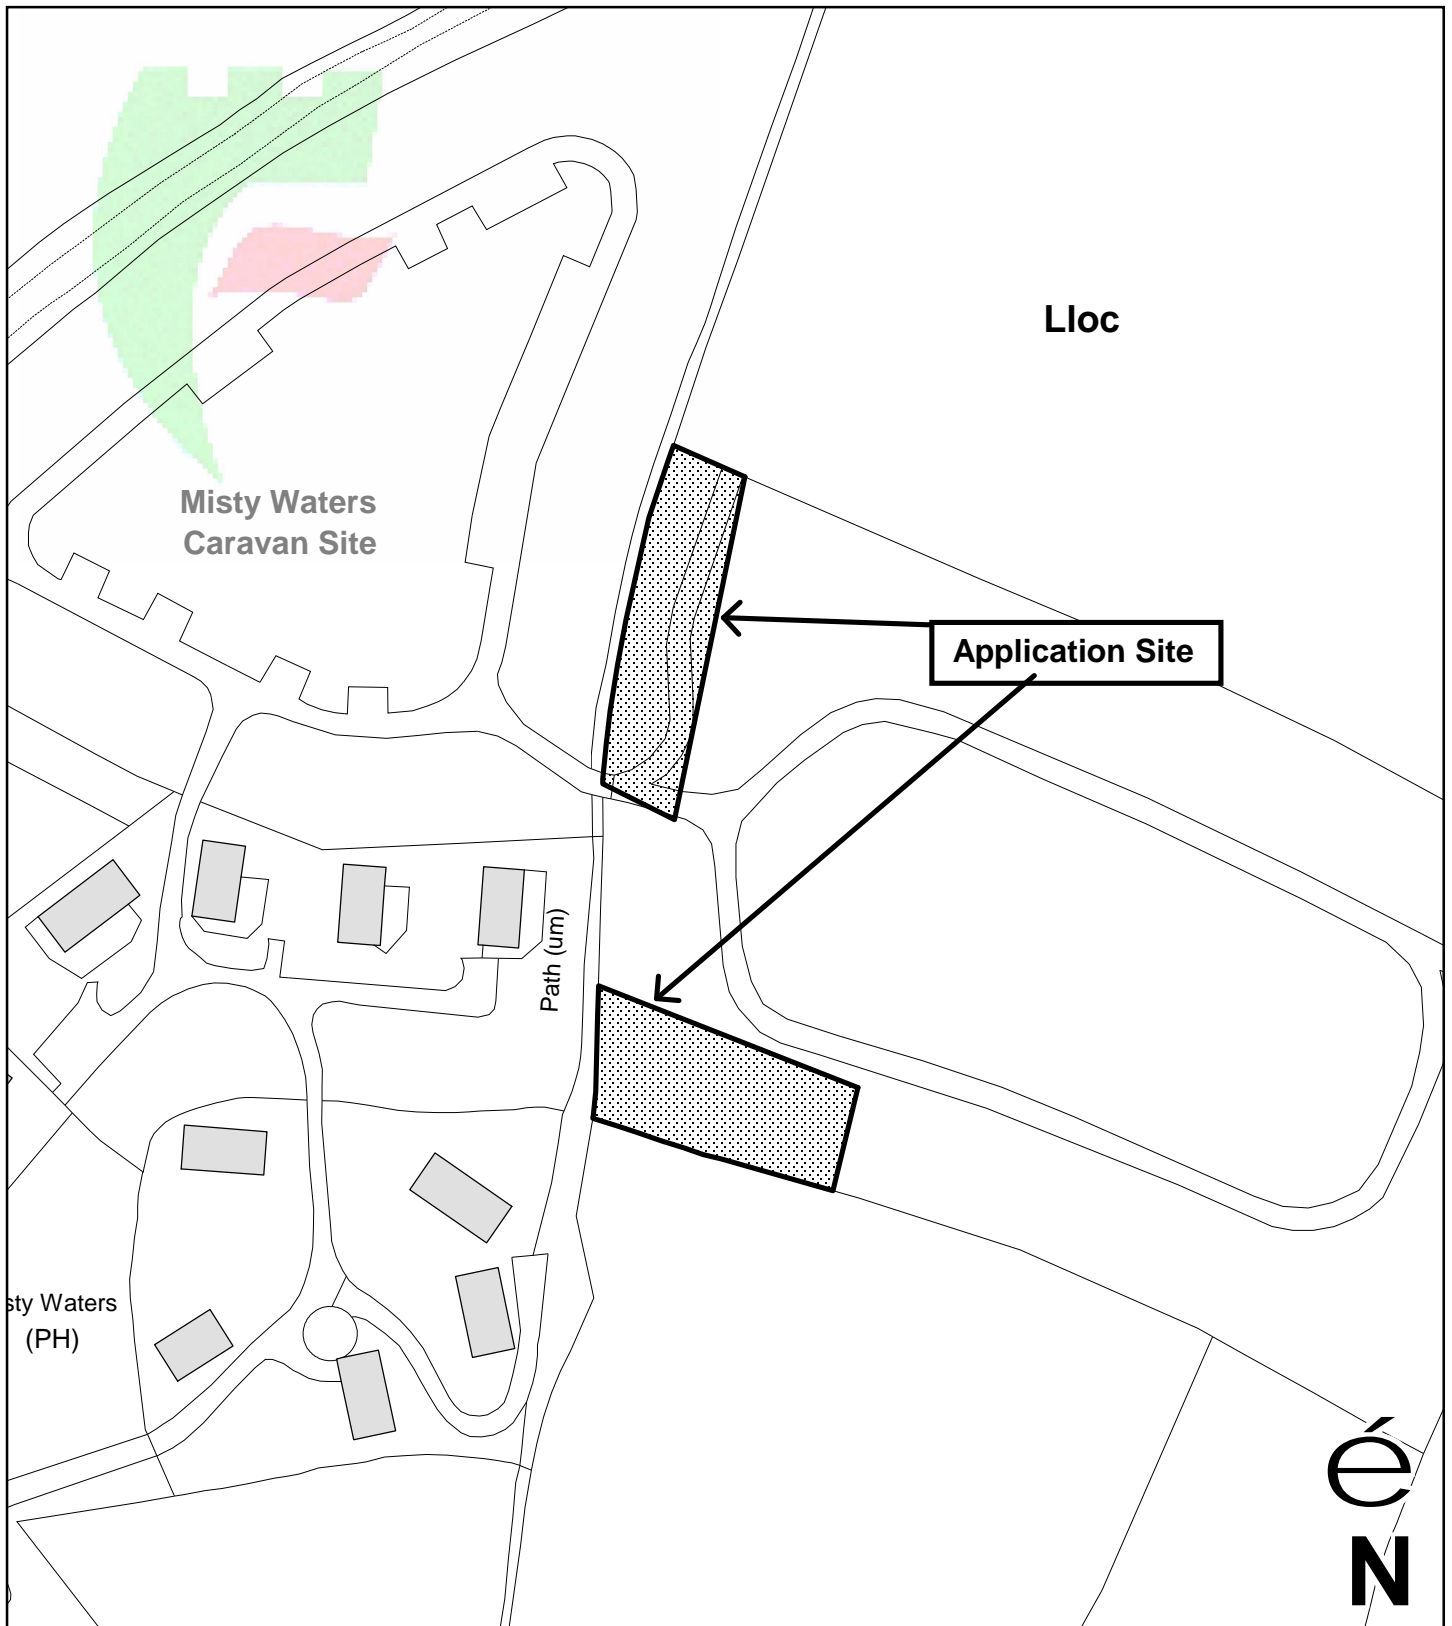 Lloc
Misty Waters
Caravan Site
Application Site
Path (um)
sty Waters
(PH)
é
N